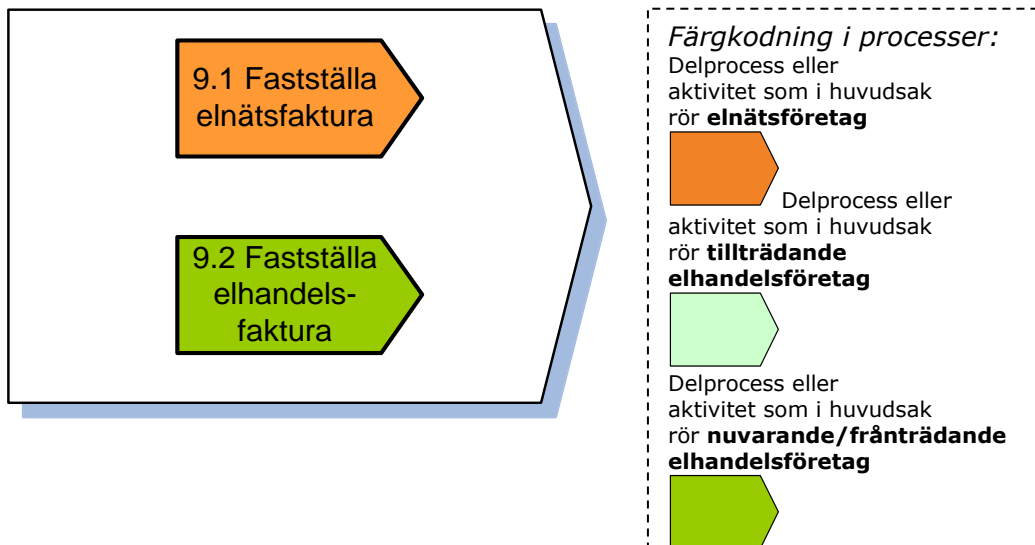 9.1 Fastställa
elnätsfaktura
9.2 Fastställa
elhandels-
faktura
Färgkodning i processer:
Delprocess eller
aktivitet som i huvudsak
rör elnätsföretag
Delprocess eller
aktivitet som i huvudsak
rör tillträdande
elhandelsföretag
Delprocess eller
aktivitet som i huvudsak
rör nuvarande/frånträdande
elhandelsföretag